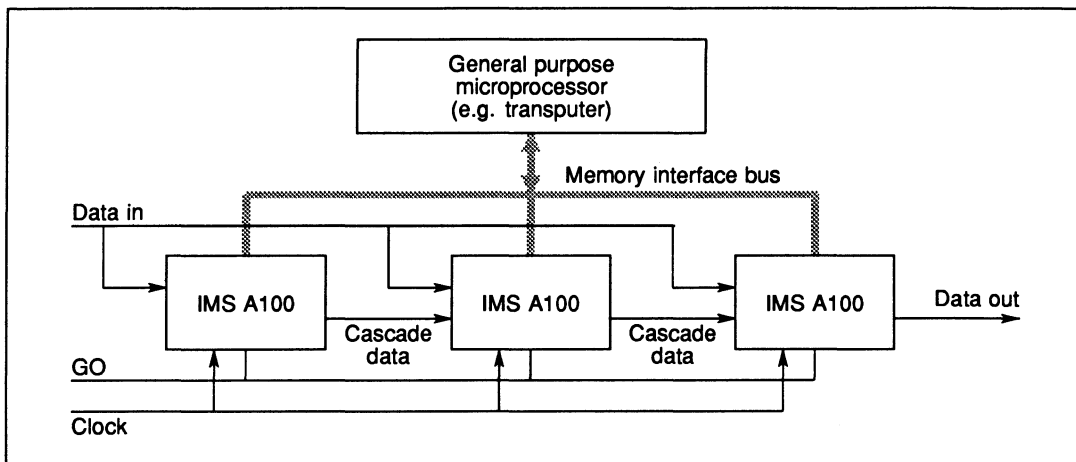 General purpose
microprocessor
(e.g. transputer)
Memory interface bus
Data in
IMS A100
IMS A100
IMS A100
Data out
Cascade
data
Cascade
data
GO
Clock